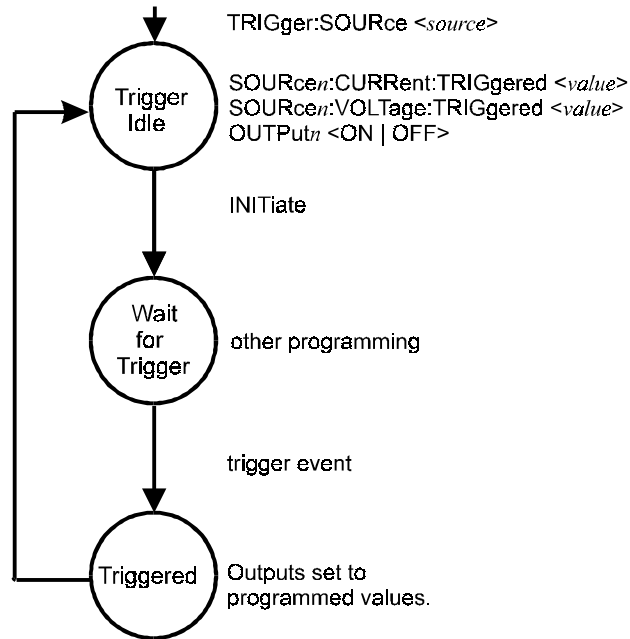 TRIGger:SOURce <source>
Trigger
Idle
SOURcen:CURRent:TRIGgered <value>
SOURcen:VOLTage:TRIGgered <value>
OUTPutn <ON | OFF>
INITiate
Wait
for
Trigger
other programming
trigger event
Triggered
Outputs set to
programmed values.